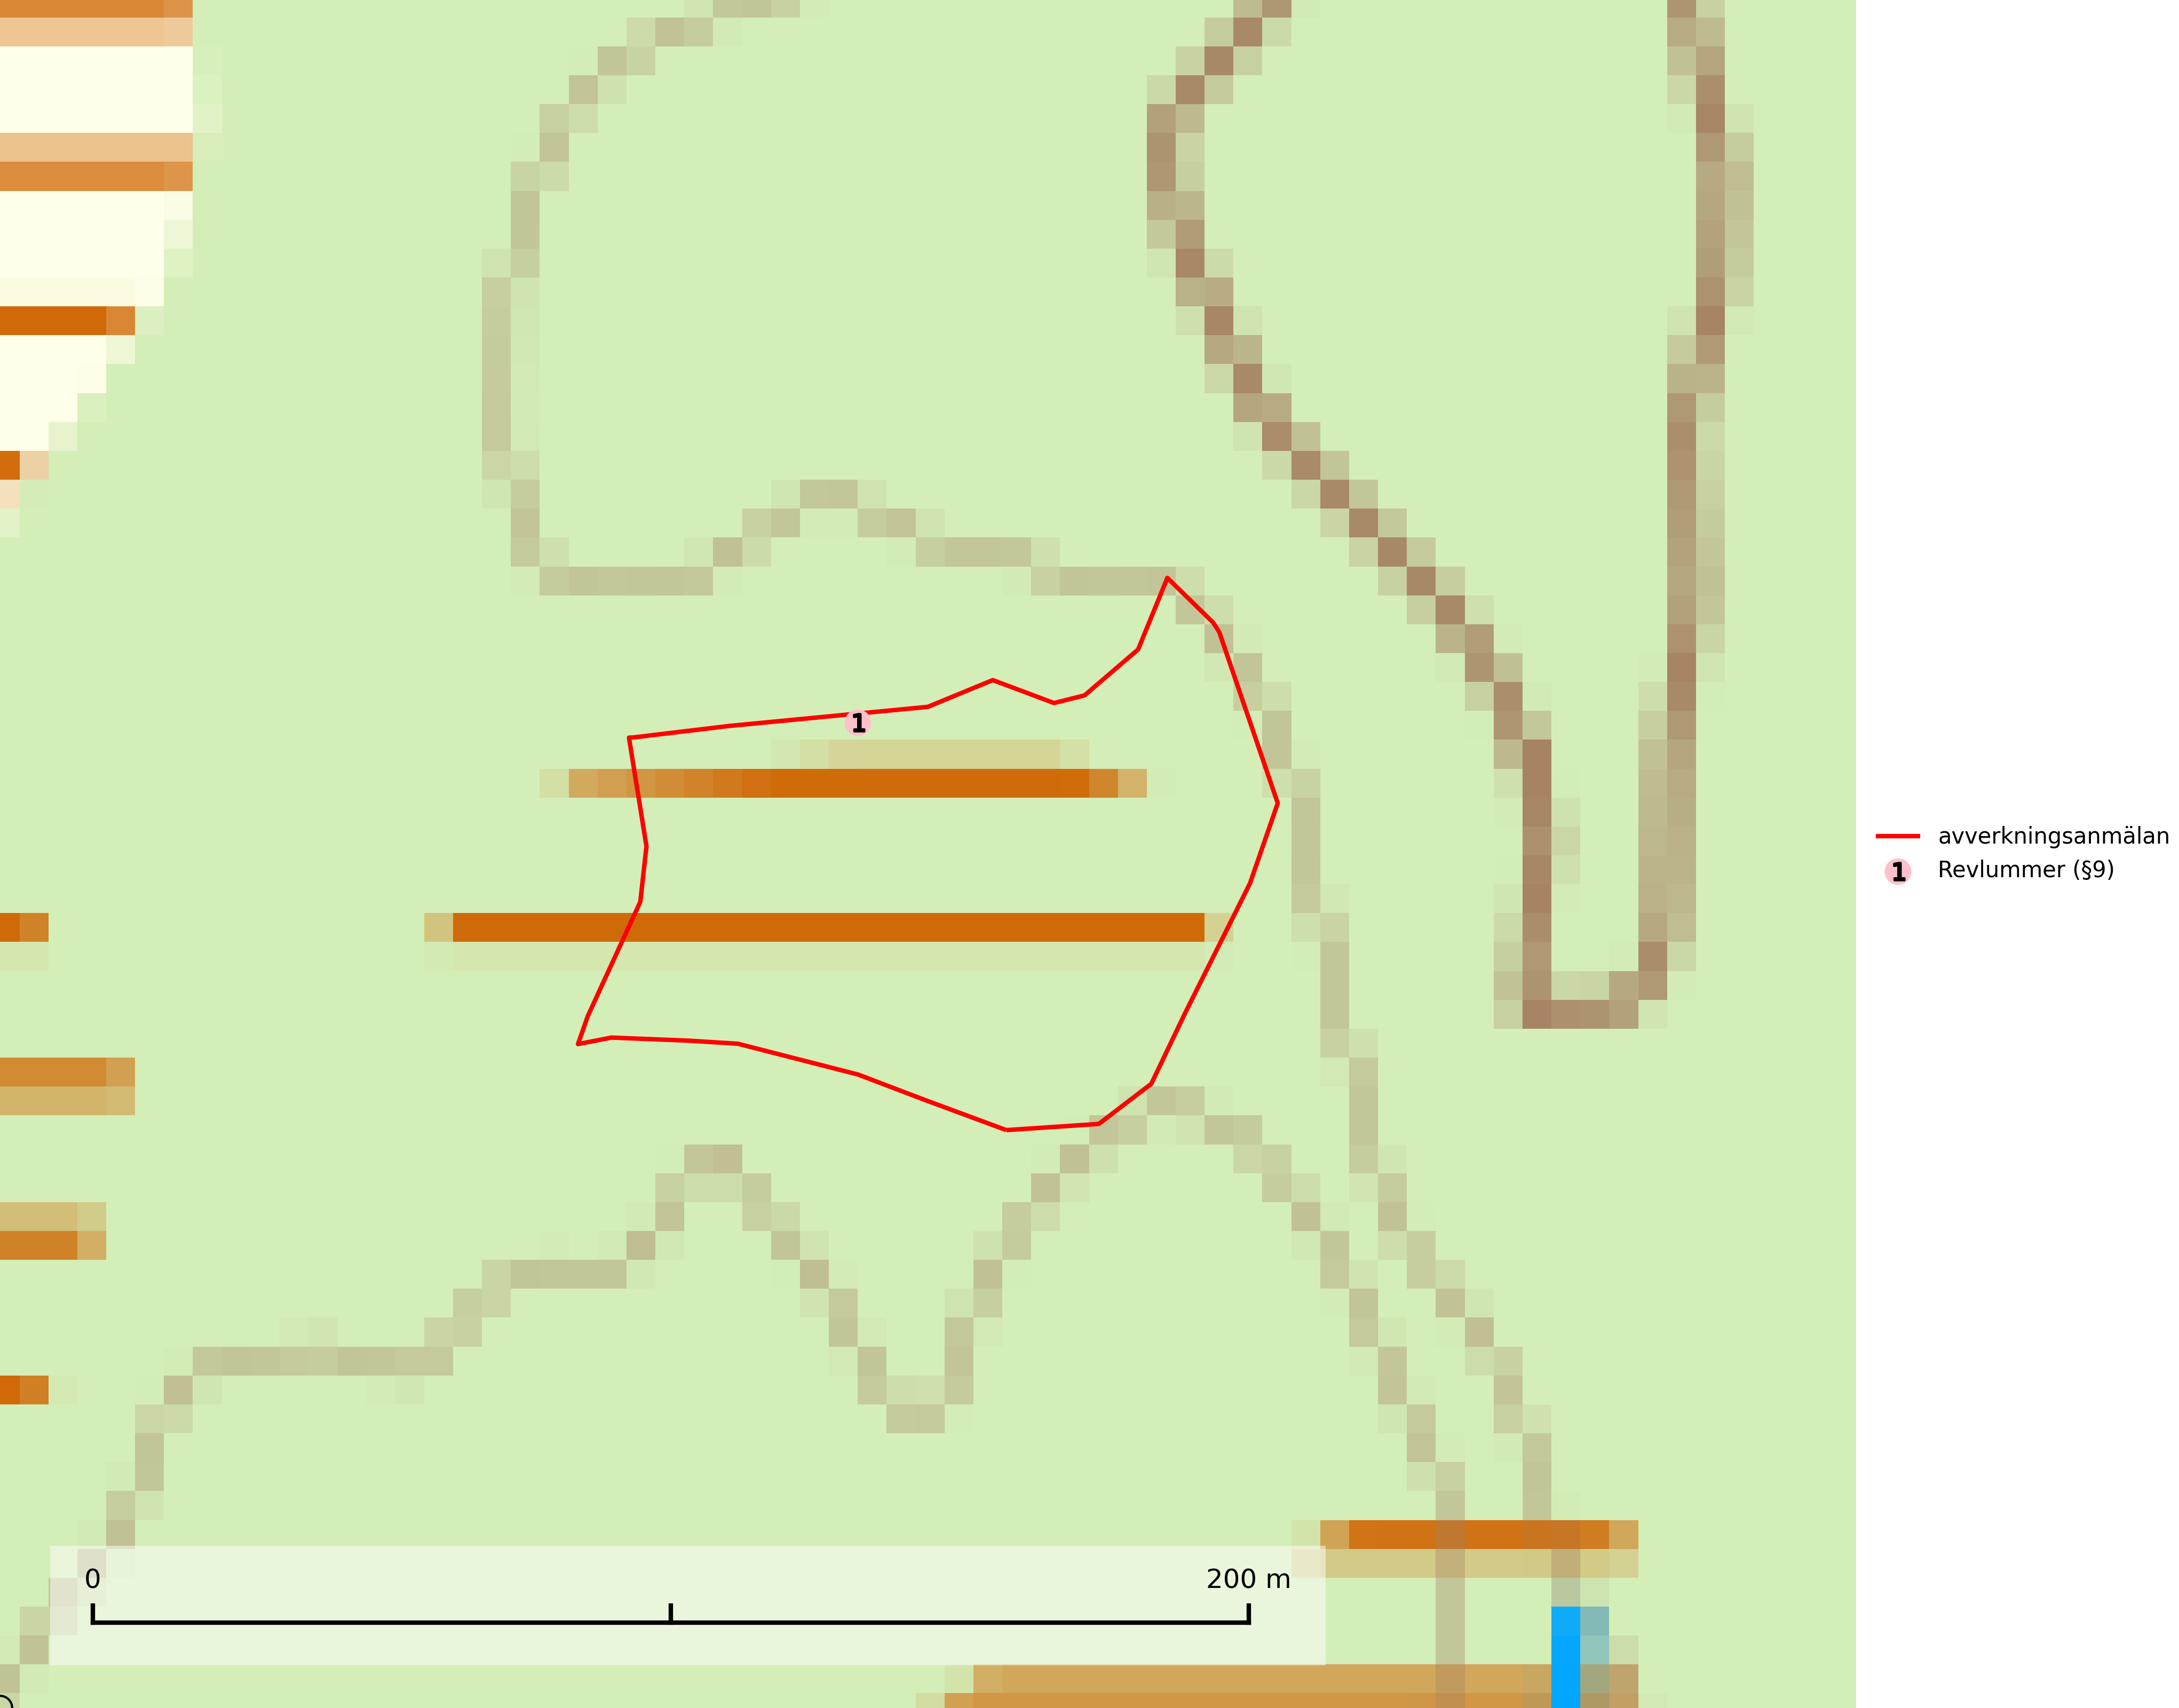 1
avverkningsanmälan
1 Revlummer (§9)
0 200 m